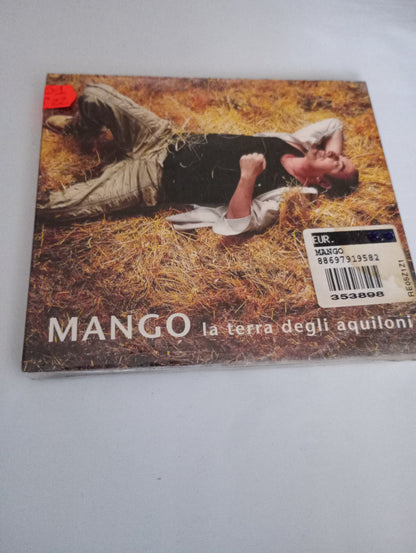 EUR.
MANGO
88697919582
353898
MANGO la terra degli aquiloni